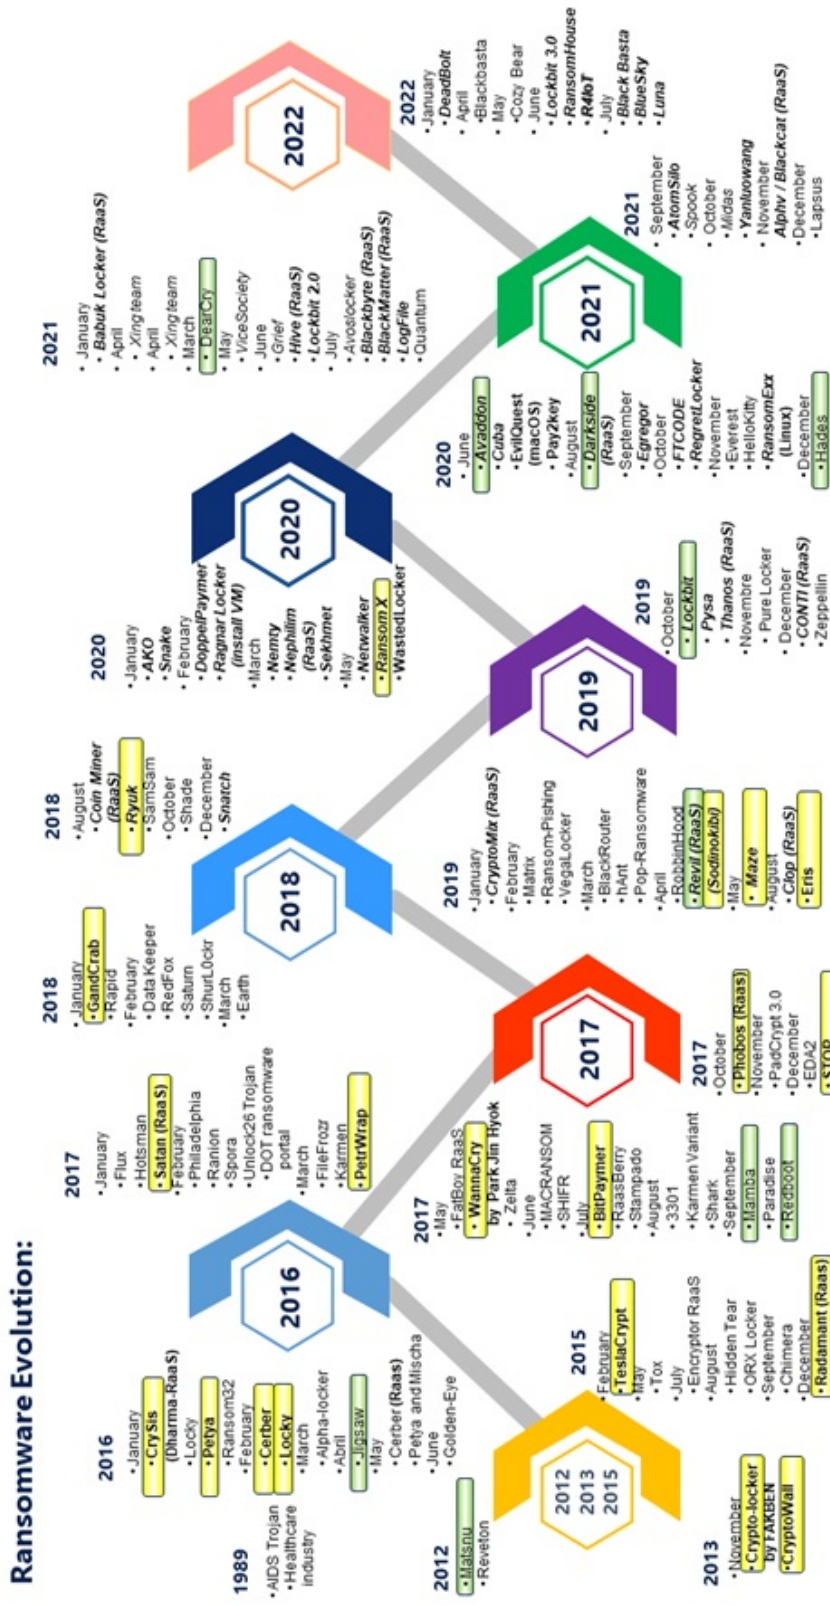 Ransomware Evolution:
1989
• AIDS Trojan
• Healthcare
industry
2016
• January
• CrySis
(Dharma-RaaS)
• Locky
• Petya
• Ransom32
• February
• Cerber
• Locky
• March
• Alpha-locker
• Abril
• Jigsaw
• May
• Cerber (Raas)
• Petya and Mischa
• June
• Golden-Eye
2016
2017
• January
• Flux
• Hotsman
• Satan (RaaS)
• February
• Philadelphia
• Ranion
• Spora
• Unlock26 Trojan
• DOT ransomware
portal
• March
• FileFrozr
• Karmen
• PetrWrap
2018
• January
• GandCrab
• Rapid
• February
• Data Keeper
• RedFox
• Saturn
• ShurL0ckr
• March
• Earth
2018
2018
• August
• Coin Miner
(RaaS)
• Ryuk
• SamSam
• October
• Shade
• December
• Snatch
2020
• January
• AKO
• Snake
• February
• DoppelPaymer
• Ragnar Locker
(install VM)
• March
• Nemty
• Nephilim
(RaaS)
• Sekhmet
• May
• Netwalker
• Ransom X
• WastedLocker
2020
2021
• January
• Babuk Locker (RaaS)
• April
• Xing team
• April
• Xing team
• March
• DearCry
• May
• ViceSociety
• June
• Grief
• Hive (RaaS)
• Lockbit 2.0
• July
• Avoslocker
• Blackbyte (RaaS)
• BlackMatter (RaaS)
• LogFile
• Quantum
2022
2012
• Matsnu
• Reveton
2012
2013
2015
2013
• November
• Crypto-locker
by FAKBEN
• CryptoWall
2015
• February
• TeslaCrypt
• May
• Tox
• July
• Encryptor RaaS
• August
• Hidden Tear
• ORX Locker
• September
• Chimera
• December
• Radamant (Raas)
2017
• May
• FatBoy RaaS
• WannaCry
by Park Jin Hyok
• Zelta
• June
• MACRANSOM
• SHIFR
• July
• BitPaymer
• RaasBerry
• Stampado
• August
• 3301
• Karmen Variant
• Shark
• September
• Mamba
• Paradise
• Redboot
2017
2017
• October
• Phobos (Raas)
• November
• PadCrypt 3.0
• December
• EDA2
• STOP
2019
• January
• CryptoMix (RaaS)
• February
• Matrix
• Ransom-Pishing
• VegaLocker
• March
• BlackRouter
• hAnt
• Pop-Ransomware
• April
• RobbinHood
• Revil (RaaS)
(Sodinokibi)
• May
• Maze
• August
• Clop (RaaS)
• Eris
2019
2019
• October
• Lockbit
• Pysa
• Thanos (RaaS)
• Novembre
• Pure Locker
• December
• CONTI (RaaS)
• Zeppellin
2020
• June
• Avaddon
• Cuba
• EvilQuest
(macOS)
• Pay2key
• August
• Darkside
(RaaS)
• September
• Egregor
• October
• FTCODE
• RegretLocker
• November
• Everest
• HelloKitty
• RansomExx
(Linux)
• December
• Hades
2021
2021
• September
• AtomSilo
• Spook
• October
• Midas
• Yanluowang
• November
• Alphv / Blackcat (RaaS)
• December
• Lapsus
2022
• January
• DeadBolt
• April
• Blackbasta
• May
• Cozy Bear
• June
• Lockbit 3.0
• RansomHouse
• R4IoT
• July
• Black Basta
• BlueSky
• Luna